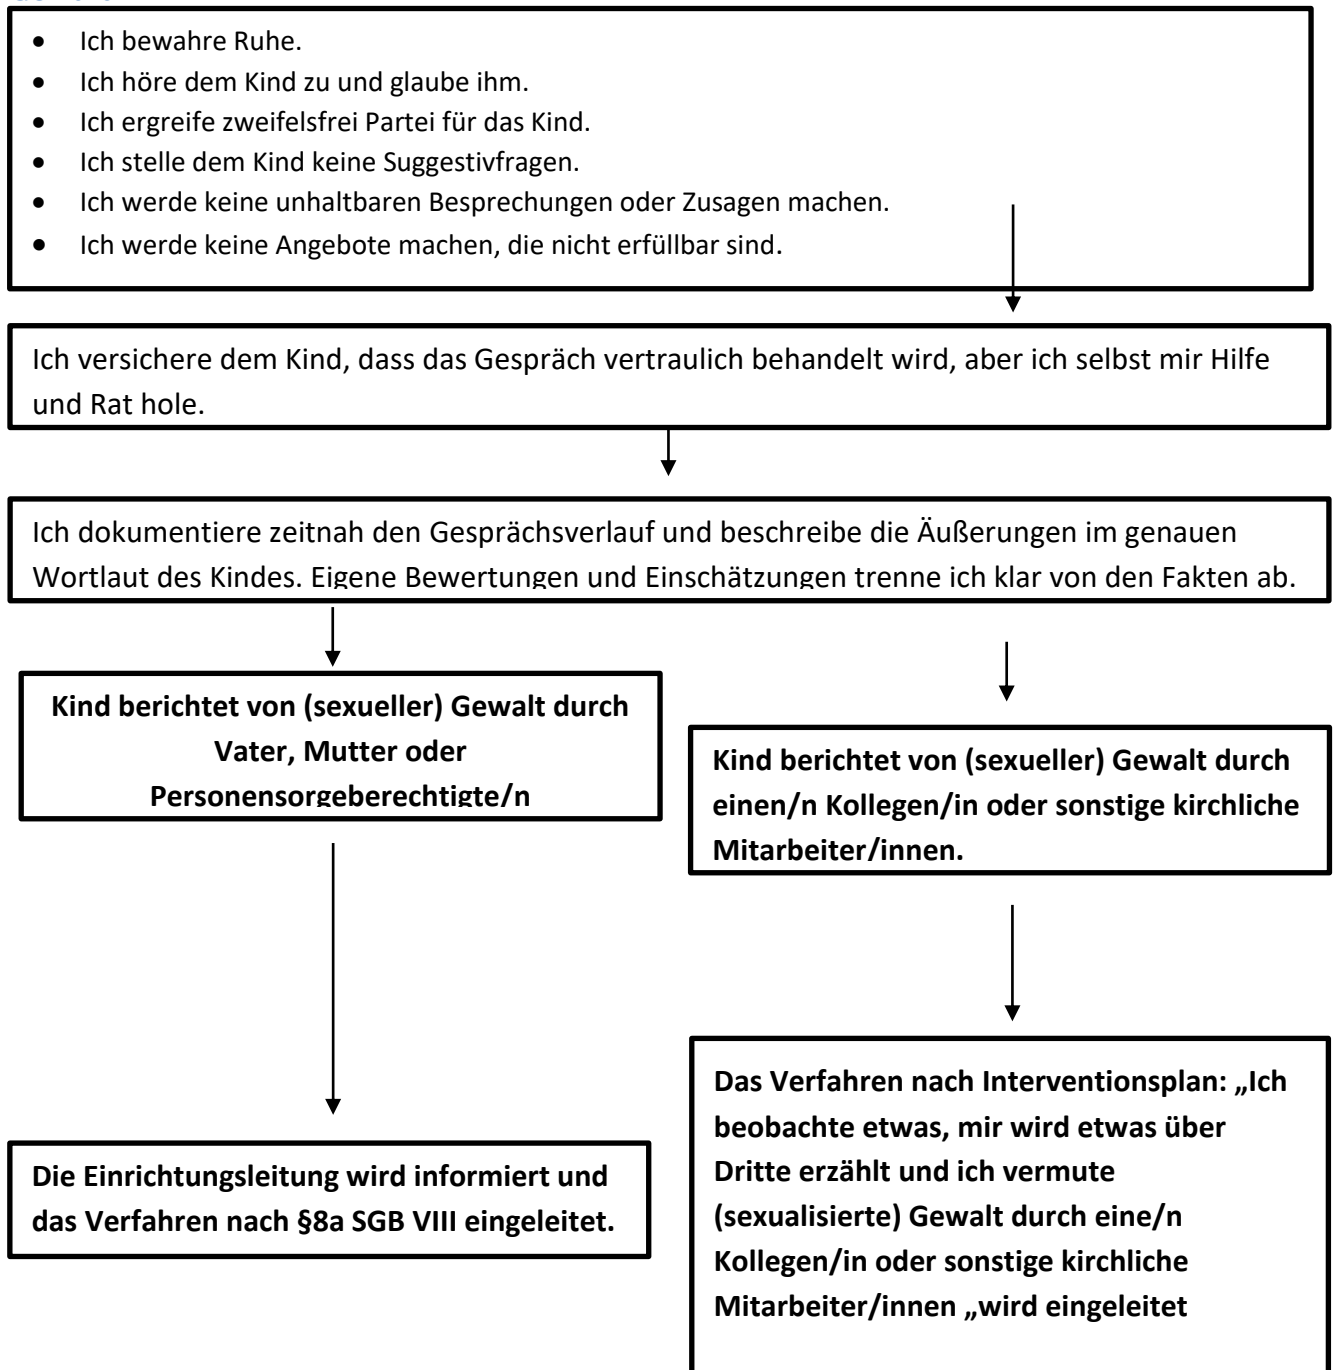 • Ich bewahre Ruhe.
• Ich höre dem Kind zu und glaube ihm.
• Ich ergreife zweifelsfrei Partei für das Kind.
• Ich stelle dem Kind keine Suggestivfragen.
• Ich werde keine unhaltbaren Besprechungen oder Zusagen machen.
• Ich werde keine Angebote machen, die nicht erfüllbar sind.
Ich versichere dem Kind, dass das Gespräch vertraulich behandelt wird, aber ich selbst mir Hilfe
und Rat hole.
Ich dokumentiere zeitnah den Gesprächsverlauf und beschreibe die Äußerungen im genauen
Wortlaut des Kindes. Eigene Bewertungen und Einschätzungen trenne ich klar von den Fakten ab.
Kind berichtet von (sexueller) Gewalt durch
Vater, Mutter oder
Personensorgeberechtigte/n
Kind berichtet von (sexueller) Gewalt durch
einen/n Kollegen/in oder sonstige kirchliche
Mitarbeiter/innen.
Die Einrichtungsleitung wird informiert und
das Verfahren nach §8a SGB VIII eingeleitet.
Das Verfahren nach Interventionsplan: „Ich
beobachte etwas, mir wird etwas über
Dritte erzählt und ich vermute
(sexualisierte) Gewalt durch eine/n
Kollegen/in oder sonstige kirchliche
Mitarbeiter/innen „wird eingeleitet